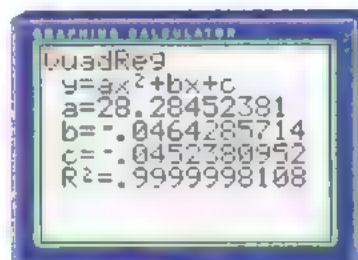 GRAPHING CALCULATOR
QuadReg
y=ax²+bx+c
a=28.28452381
b=-.0464285714
c=-.0452380952
R²=.9999998108